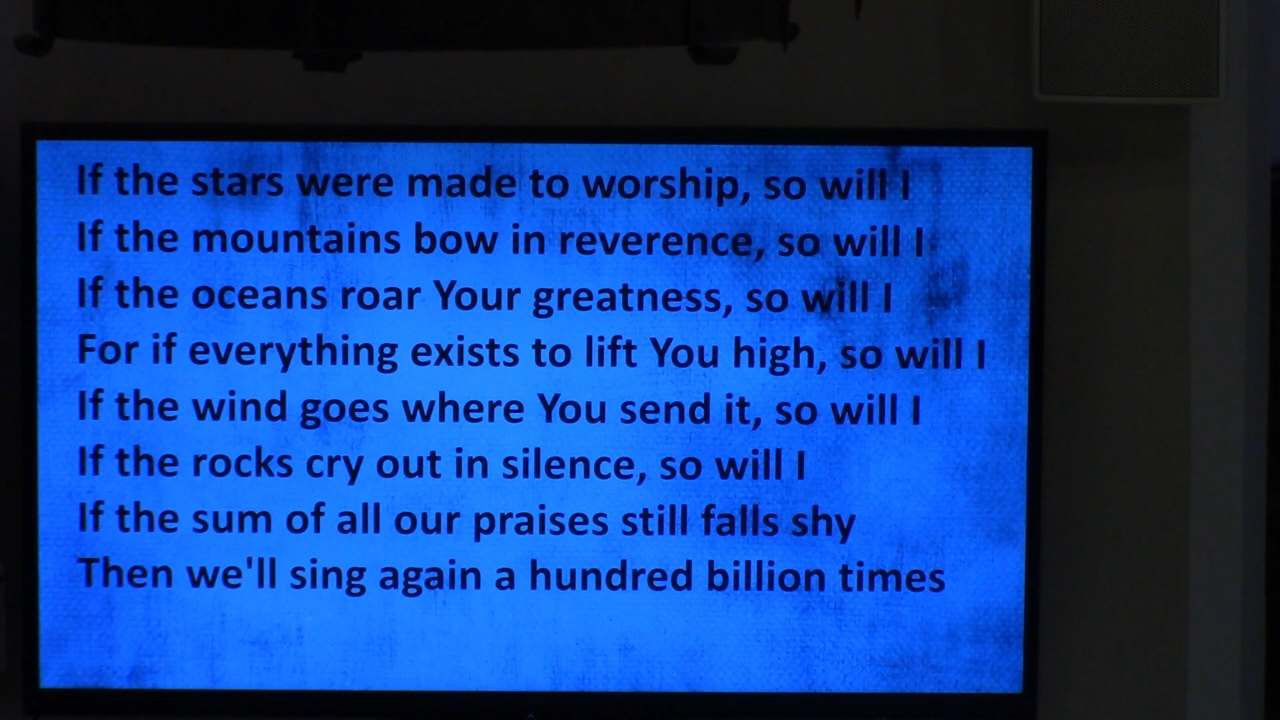 If the stars were made to worship, so will I
If the mountains bow in reverence, so will I
If the oceans roar Your greatness, so will I
For if everything exists to lift You high, so will I
If the wind goes where You send it, so will I
If the rocks cry out in silence, so will I
If the sum of all our praises still falls shy
Then we'll sing again a hundred billion times